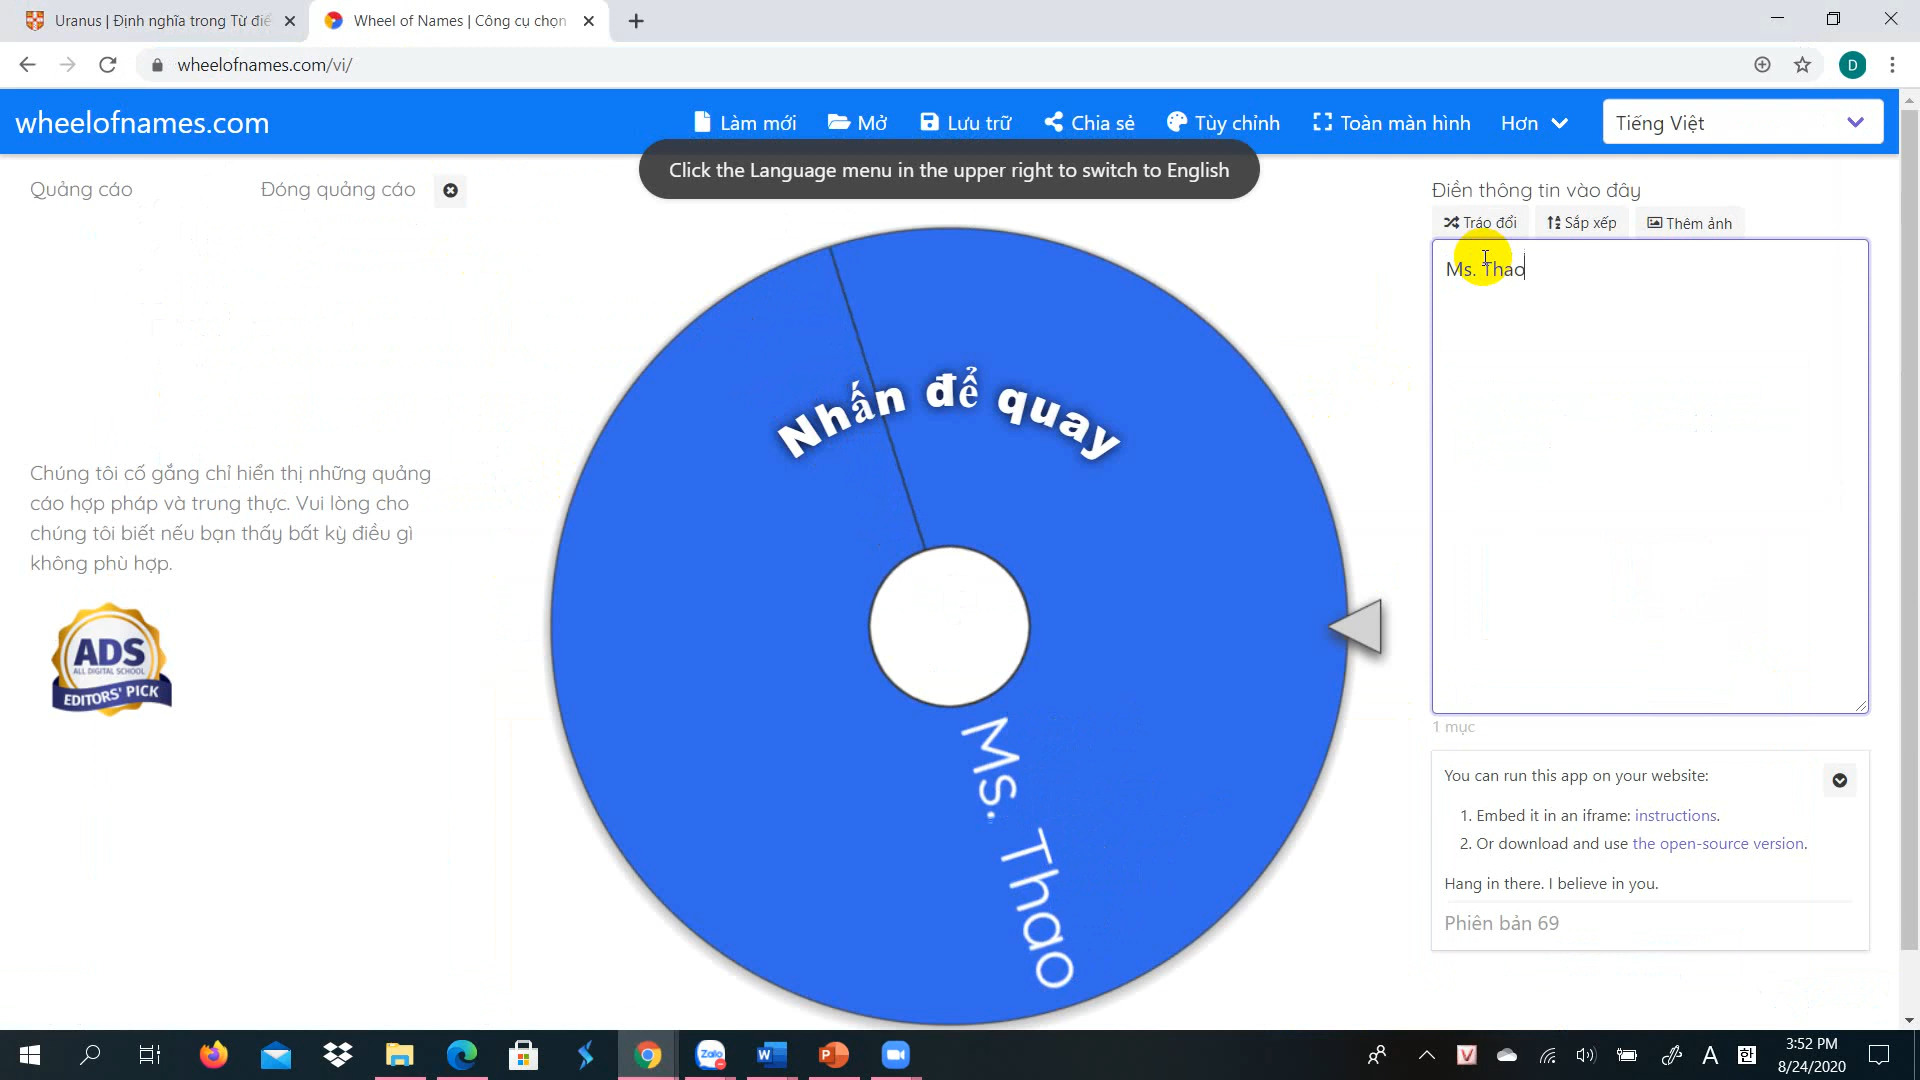 Uranus | Định nghĩa trong Từ điể
Wheel of Names | Công cụ chọn
wheelofnames.com/vi/
D
wheelofnames.com
Làm mới
Mở
Lưu trữ
Chia sẻ
Tùy chỉnh
Toàn màn hình
Hơn
Tiếng Việt
Click the Language menu in the upper right to switch to English
Quảng cáo
Đóng quảng cáo
Điền thông tin vào đây
Tráo đổi
Sắp xếp
Thêm ảnh
Ms. Thao
Nhấn để quay
Chúng tôi cố gắng chỉ hiển thị những quảng
cáo hợp pháp và trung thực. Vui lòng cho
chúng tôi biết nếu bạn thấy bất kỳ điều gì
không phù hợp.
ADS
ALL DIGITAL SCHOOL
EDITORS' PICK
Ms. Thao
1 mục
You can run this app on your website:
1. Embed it in an iframe: instructions.
2. Or download and use the open-source version.
Hang in there. I believe in you.
Phiên bản 69
Zalo
W
P
V
A
한
3:52 PM
8/24/2020